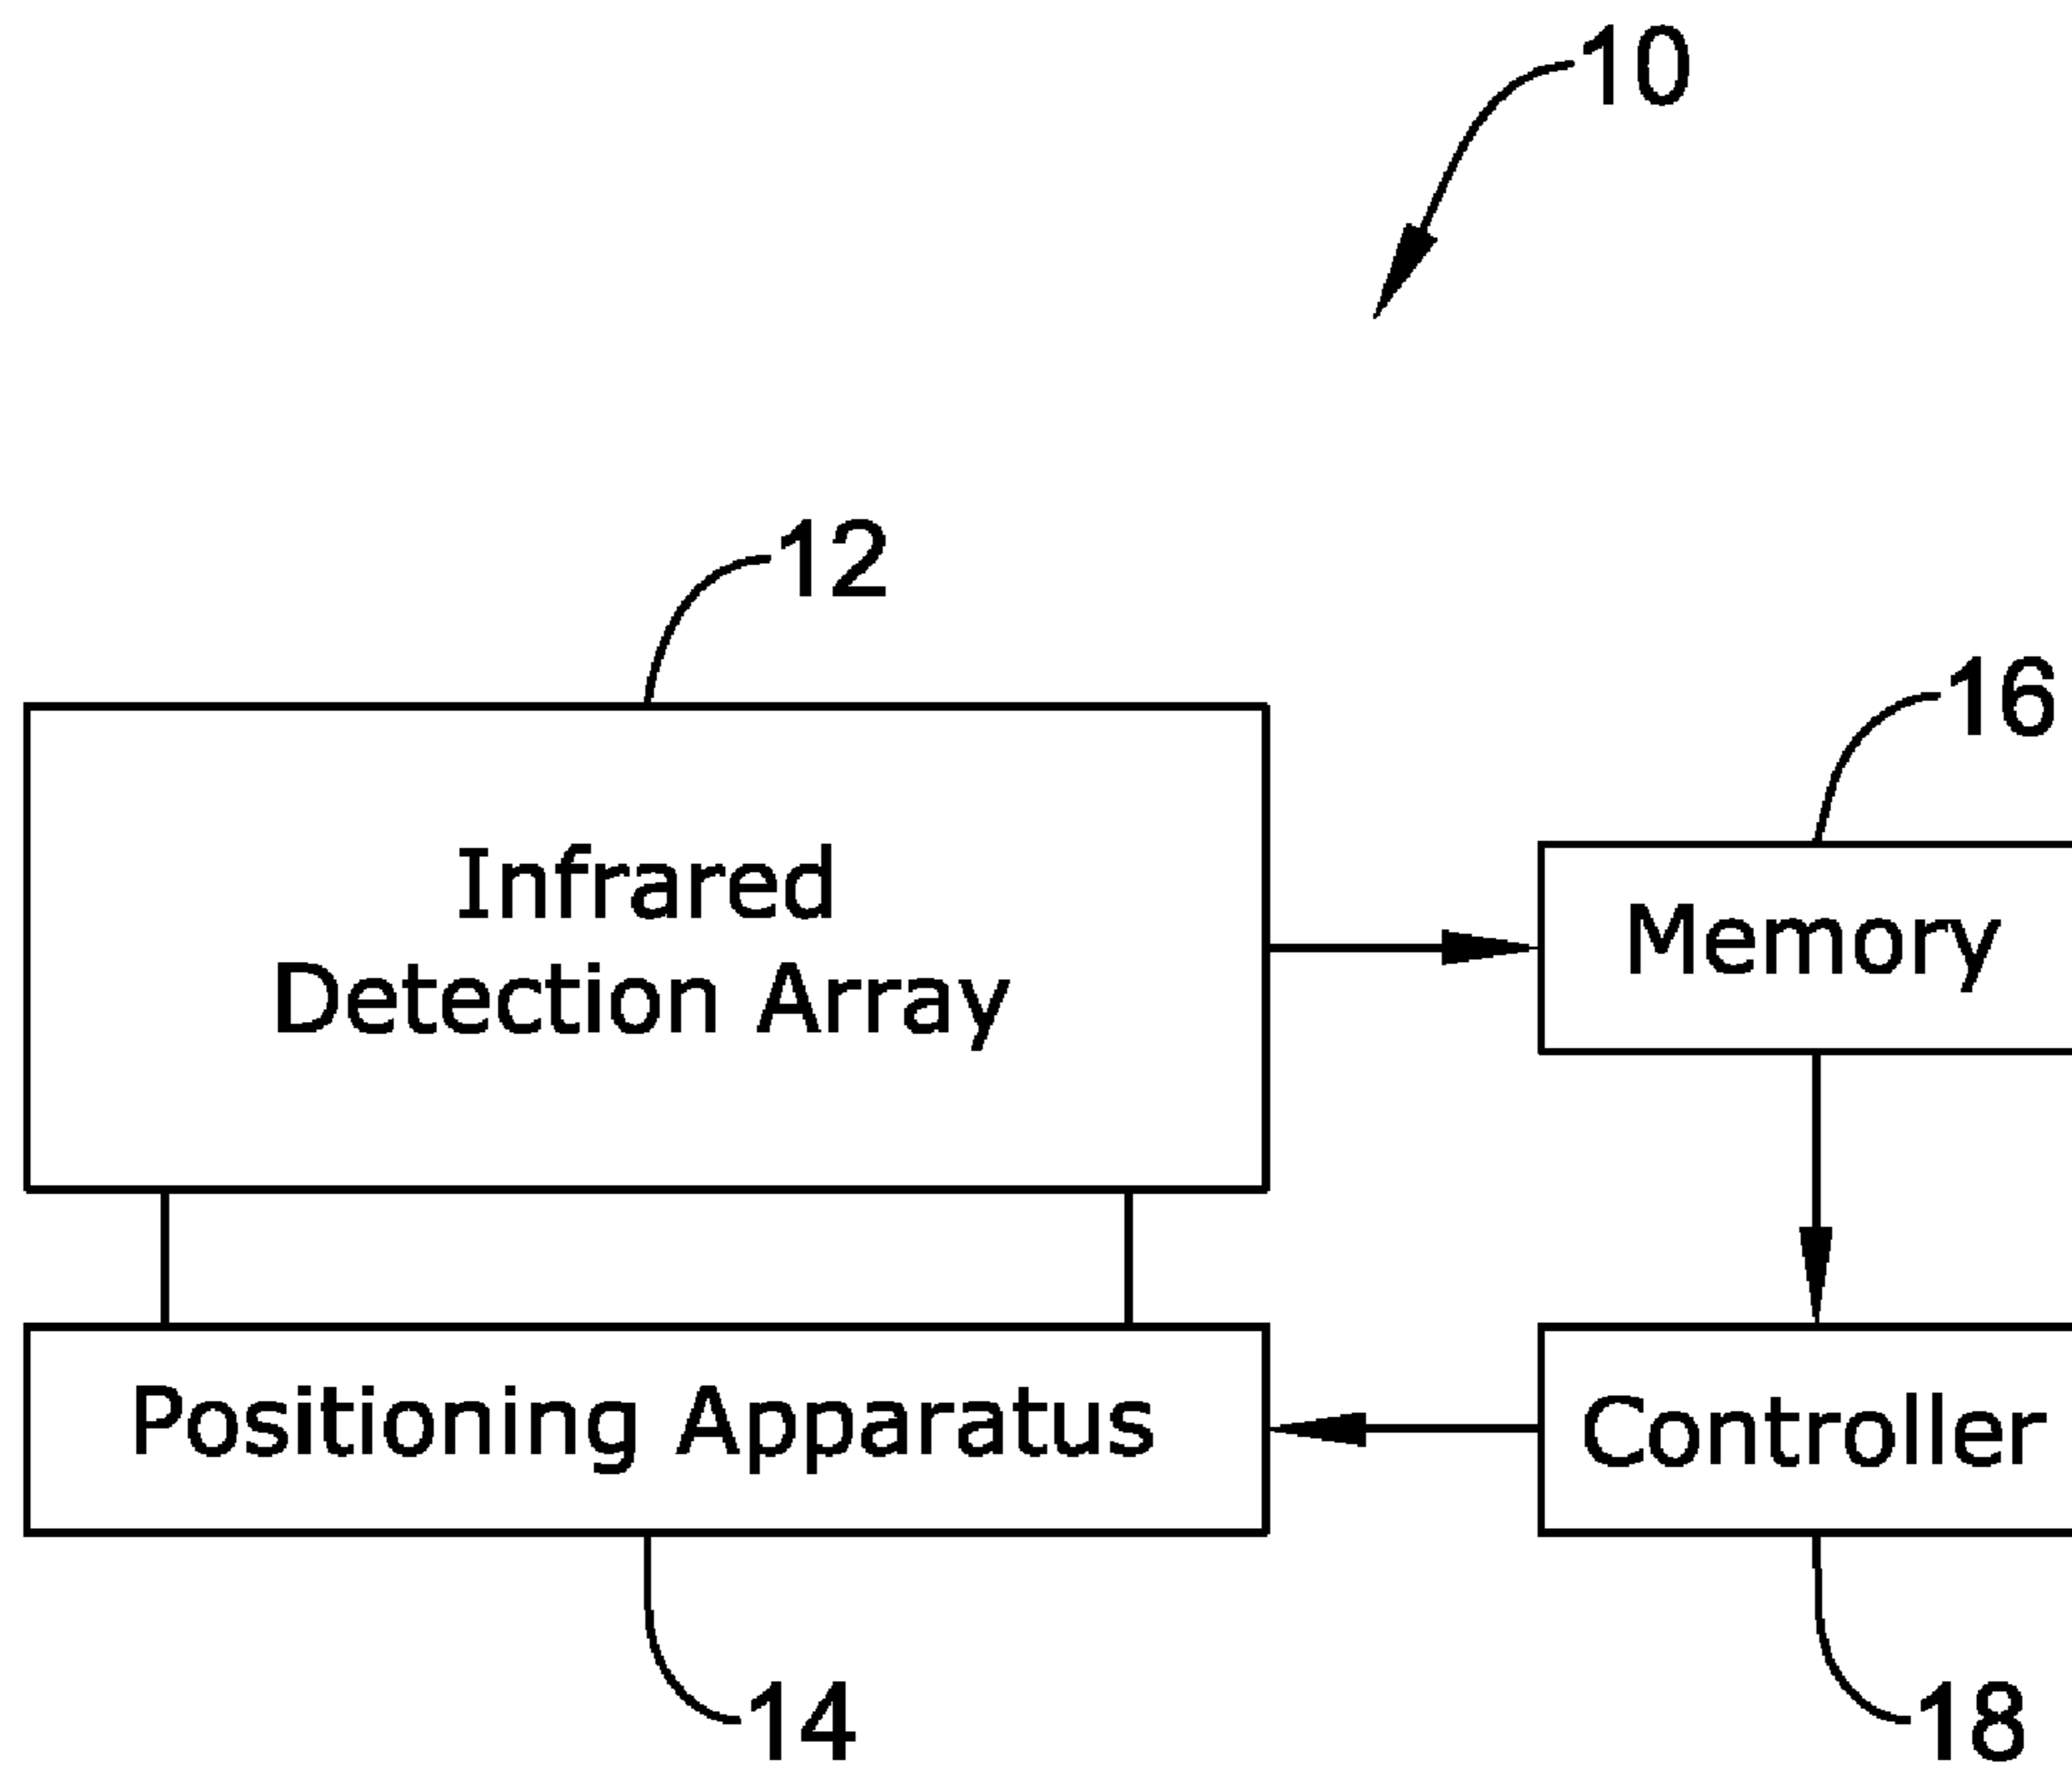 10
12
16
Infrared
Detection Array
Memory
Positioning Apparatus
Controller
14
18